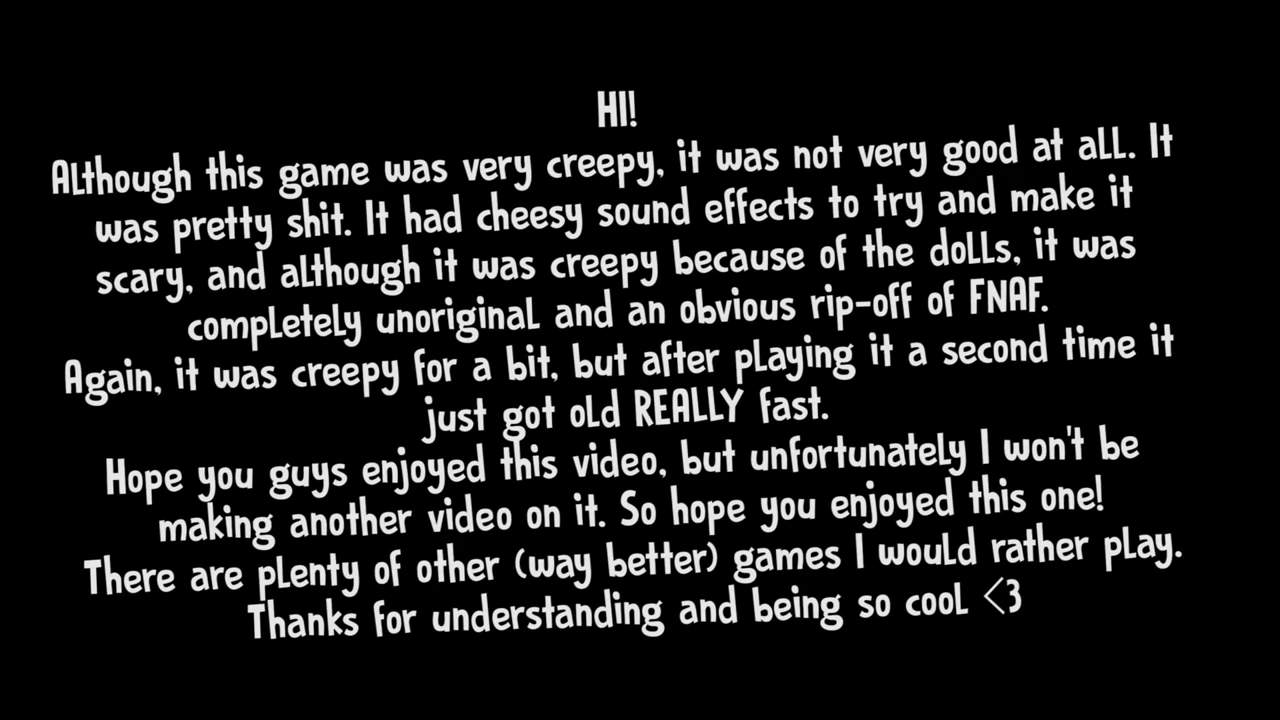 HI!
Although this game was very creepy, it was not very good at all. It
was pretty shit. It had cheesy sound effects to try and make it
scary, and although it was creepy because of the dolls, it was
completely unoriginal and an obvious rip-off of FNAF.
Again, it was creepy for a bit, but after playing it a second time it
just got old REALLY fast.
Hope you guys enjoyed this video, but unfortunately I won't be
making another video on it. So hope you enjoyed this one!
There are plenty of other (way better) games I would rather play.
Thanks for understanding and being so cool <3